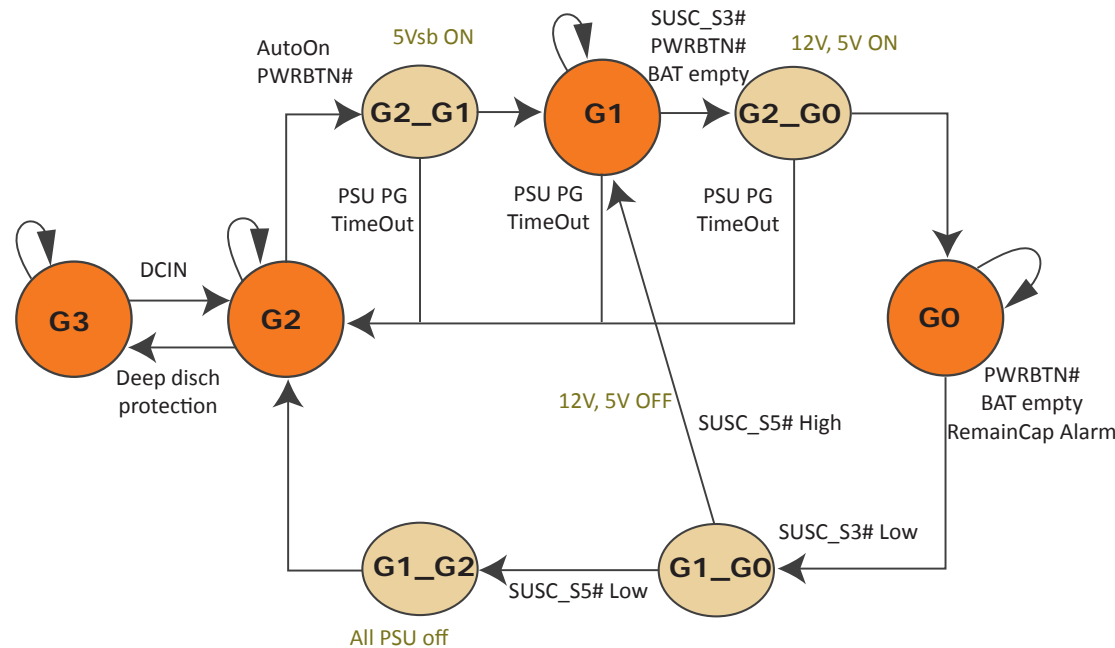 5Vsb ON
SUSC_S3#
PWRBTN#
BAT empty
12V, 5V ON
AutoOn
PWRBTN#
G2_G1
G1
G2_G0
PSU PG
TimeOut
PSU PG
TimeOut
PSU PG
TimeOut
DCIN
G3
G2
G0
Deep disch
protection
PWRBTN#
BAT empty
RemainCap Alarm
12V, 5V OFF
SUSC_S5# High
SUSC_S3# Low
G1_G2
G1_G0
SUSC_S5# Low
All PSU off